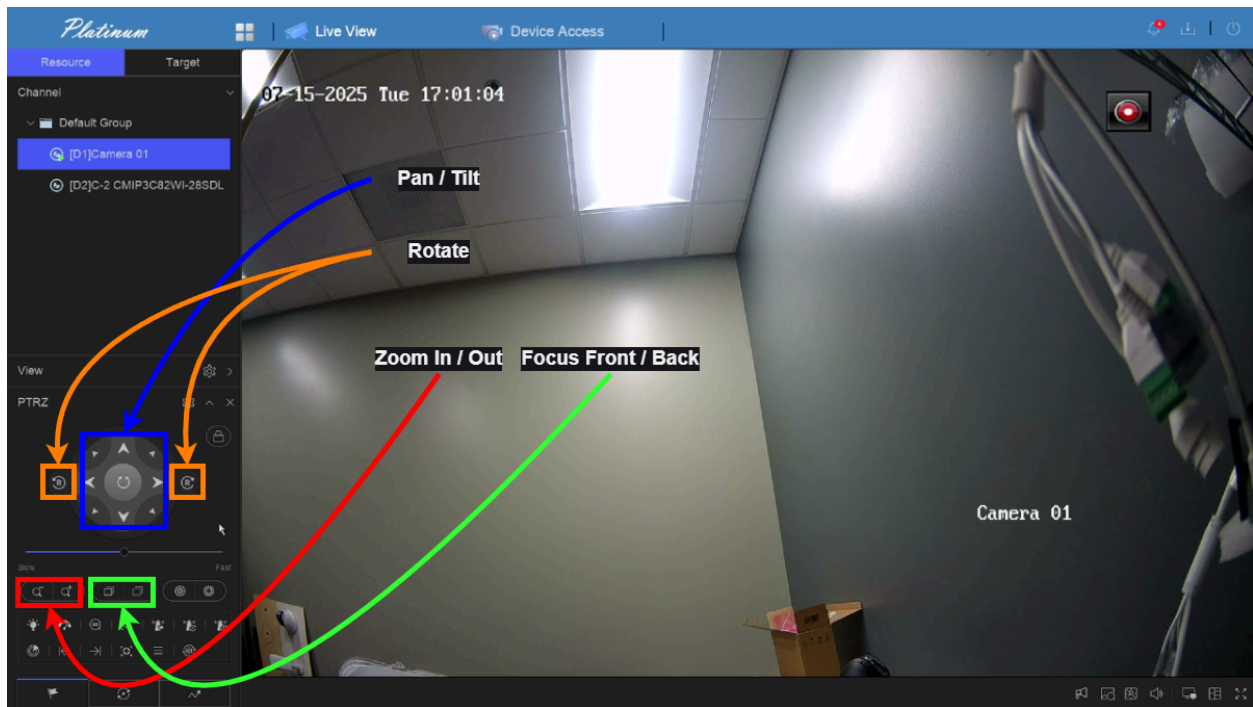 Platinum
Live View
Device Access
Resource
Target
Channel
07-15-2025 Tue 17:01:04
Default Group
[D1]Camera 01
[D2]C-2 CMIP3C82WI-28SDL
Pan / Tilt
Rotate
Zoom In / Out
Focus Front / Back
View
PTRZ
R
R
Camera 01
Slow
Fast